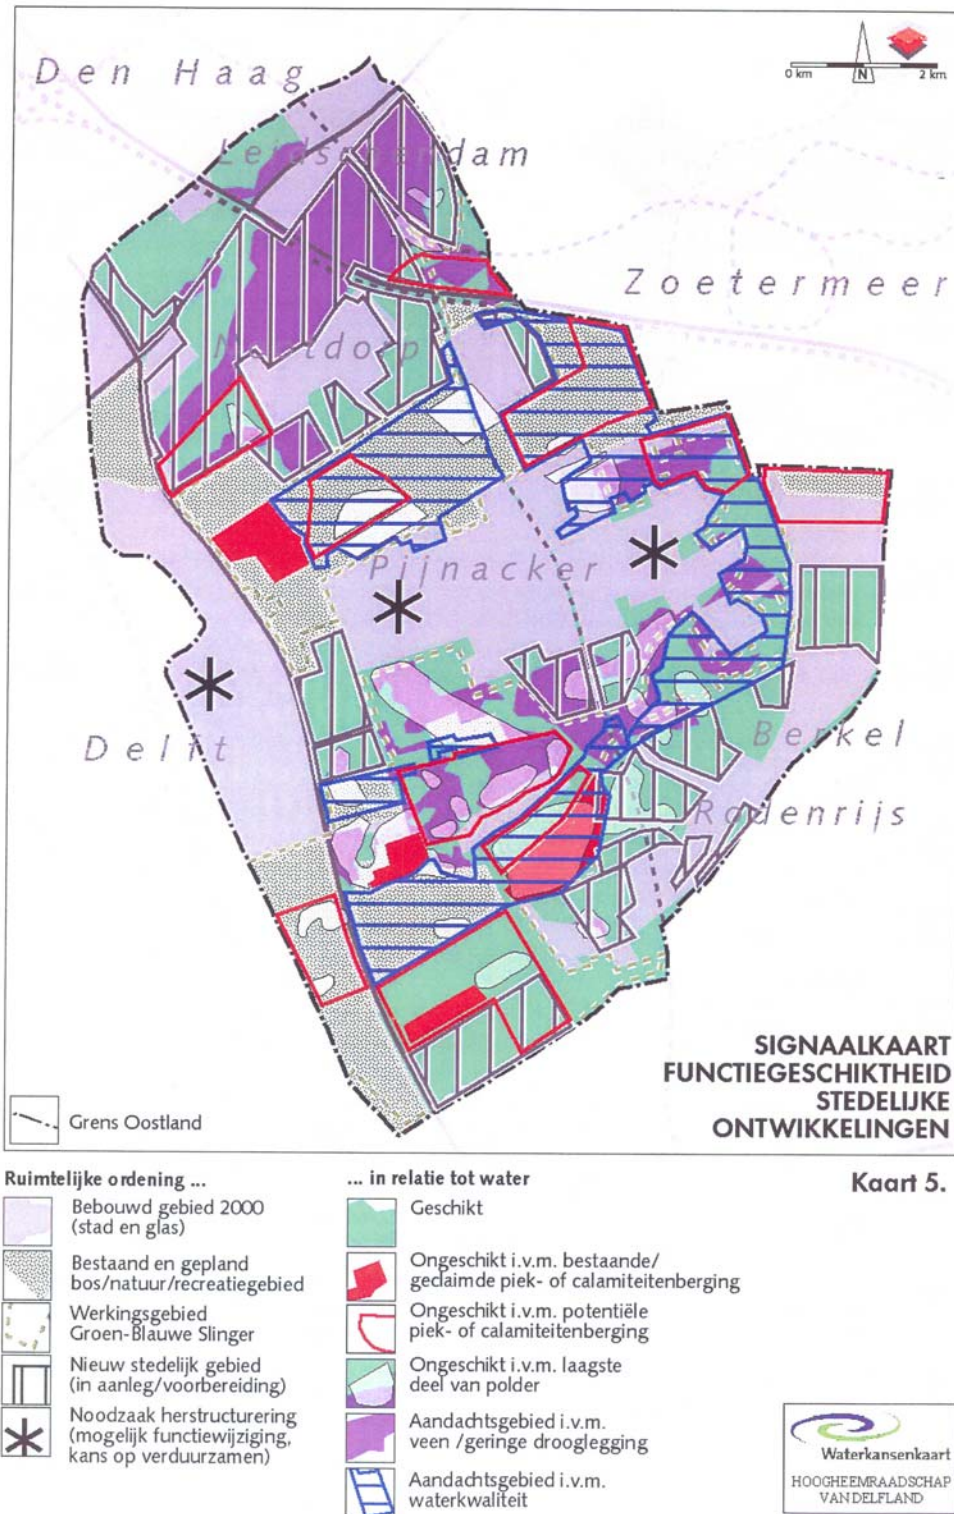 Den Haag
Leidschendam
0 km
N
2 km
Zoetermeer
Nootdorp
Pijnacker
Delft
Berkel
Rodenrijs
SIGNAALKAART
FUNCTIEGESCHIKTHEID
STEDELIJKE
ONTWIKKELINGEN
Grens Oostland
Ruimtelijke ordening ...
Bebouwd gebied 2000
(stad en glas)
Bestaand en gepland
bos/natuur/recreatiegebied
Werkingsgebied
Groen-Blauwe Slinger
Nieuw stedelijk gebied
(in aanleg/voorbereiding)
Noodzaak herstructurering
(mogelijk functiewijziging,
kans op verduurzamen)
... in relatie tot water
Geschikt
Ongeschikt i.v.m. bestaande/
geclaimde piek- of calamiteitenberging
Ongeschikt i.v.m. potentiële
piek- of calamiteitenberging
Ongeschikt i.v.m. laagste
deel van polder
Aandachtsgebied i.v.m.
veen /geringe drooglegging
Aandachtsgebied i.v.m.
waterkwaliteit
Kaart 5.
Waterkansenkaart
HOOGHEEMRAADSCHAP
VAN DELFLAND